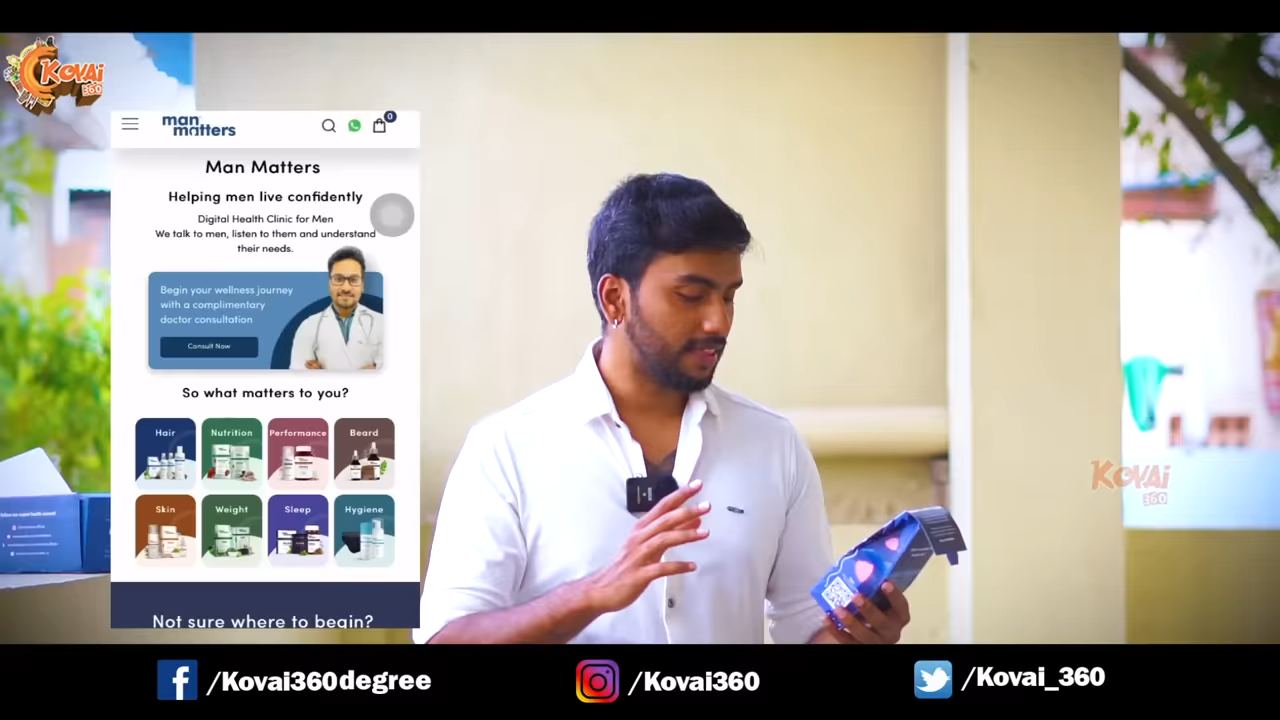 KOVAI
360
man
matters
0
Man Matters
Helping men live confidently
Digital Health Clinic for Men
We talk to men, listen to them and understand
their needs.
Begin your wellness journey
with a complimentary
doctor consultation
Consult Now
So what matters to you?
Hair
Nutrition
Performance
Beard
Skin
Weight
Sleep
Hygiene
Not sure where to begin?
KOVAI
360
/Kovai360degree
/Kovai360
/Kovai_360